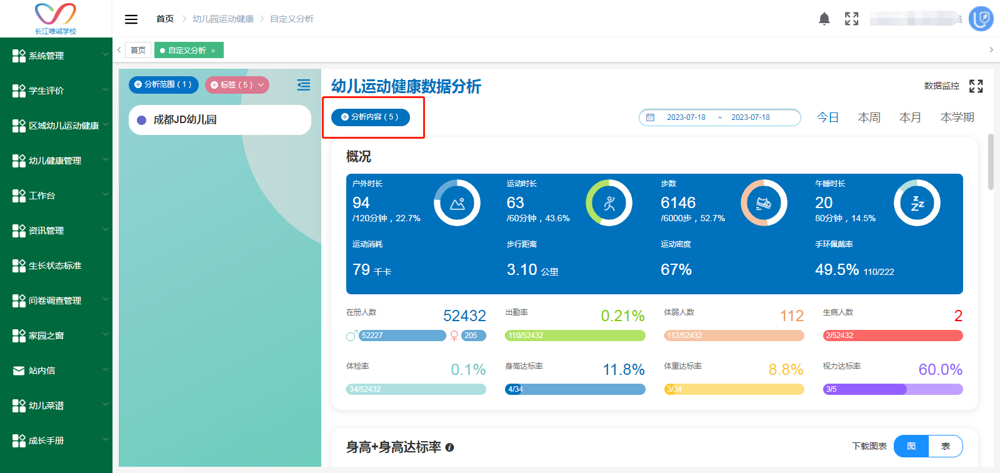 长江唯诚学校
首页
幼儿园运动健康
自定义分析
员
首页
自定义分析
×
系统管理
学生评价
区域幼儿运动健康
幼儿健康管理
工作台
资讯管理
生长状态标准
问卷调查管理
家园之窗
站内信
幼儿菜谱
成长手册
分析范围 ( 1 )
标签 ( 5 )
成都JD幼儿园
幼儿运动健康数据分析
数据监控
分析内容 ( 5 )
2023-07-18 ~ 2023-07-18
今日
本周
本月
本学期
概况
户外时长
94
/120分钟，22.7%
运动时长
63
/60分钟，43.6%
步数
6146
/6000步，52.7%
午睡时长
20
80分钟，14.5%
运动消耗
79 千卡
步行距离
3.10 公里
运动密度
67%
手环佩戴率
49.5% 110/222
在册人数
52432
52227
205
出勤率
0.21%
110/52432
体弱人数
112
112/52432
生病人数
2
2/52432
体检率
0.1%
34/52432
身高达标率
11.8%
4/34
体重达标率
8.8%
3/34
视力达标率
60.0%
3/5
身高+身高达标率
下载图表
图
表